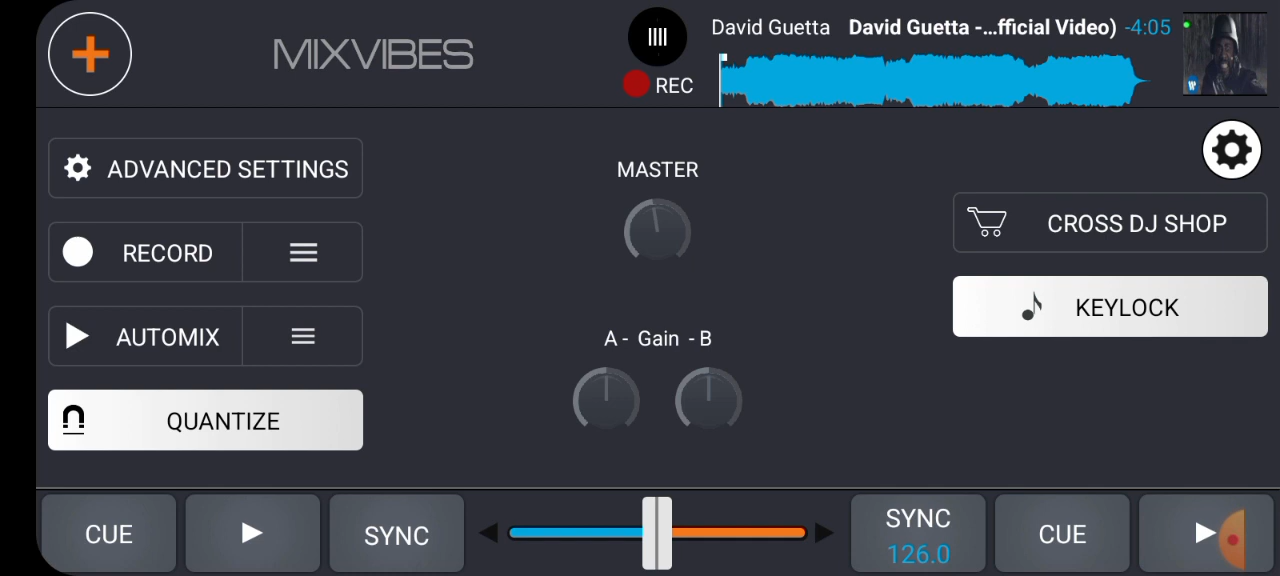 MIXVIBES
REC
David Guetta David Guetta -...fficial Video) -4:05
ADVANCED SETTINGS
RECORD
AUTOMIX
QUANTIZE
MASTER
A - Gain - B
CROSS DJ SHOP
KEYLOCK
CUE
SYNC
SYNC
126.0
CUE